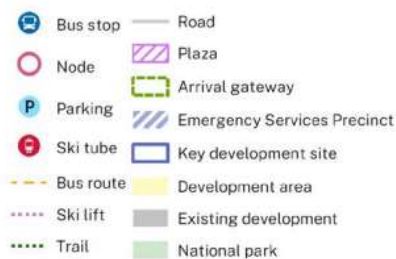 Bus stop
Node
P
Parking
Ski tube
Bus route
Ski lift
Trail
Road
Plaza
Arrival gateway
Emergency Services Precinct
Key development site
Development area
Existing development
National park